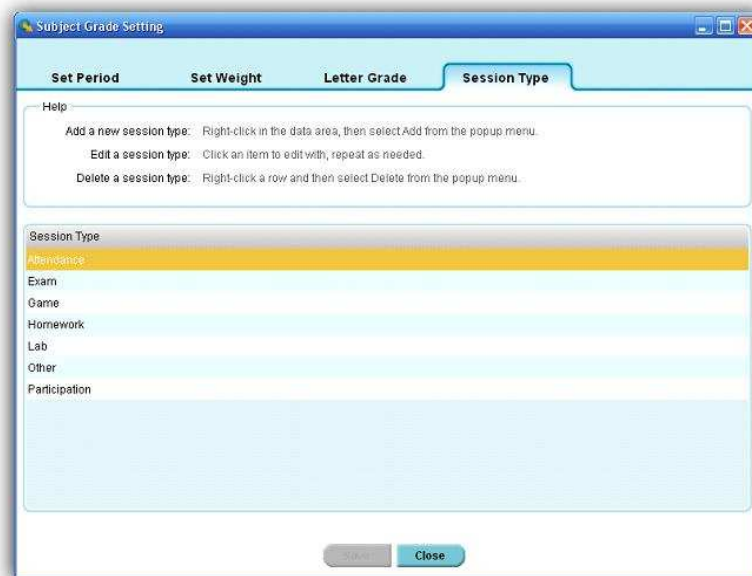 Subject Grade Setting
Set Period Set Weight Letter Grade Session Type
Help
Add a new session type: Right-click in the data area, then select Add from the popup menu.
Edit a session type: Click an item to edit with, repeat as needed.
Delete a session type: Right-click a row and then select Delete from the popup menu.
Session Type
Attendance
Exam
Game
Homework
Lab
Other
Participation
Save Close